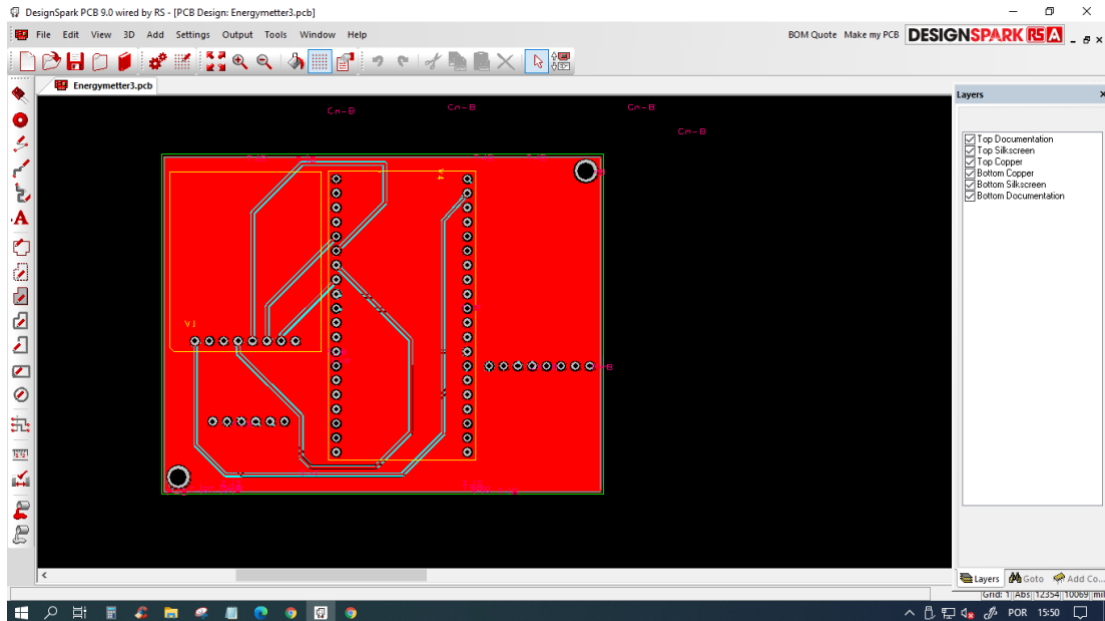 DesignSpark PCB 9.0 wired by RS - [PCB Design: Energymetter3.pcb]
File Edit View 3D Add Settings Output Tools Window Help
BOM Quote Make my PCB DESIGNSPARK RS
Energymetter3.pcb
Layers
Cn-B Cn-B Cn-B
Cn-B
Top Documentation
Top Silkscreen
Top Copper
Bottom Copper
Bottom Silkscreen
Bottom Documentation
V4
V1
Layers Goto Add Co...
Grid: 1 Abs 12354 10069 mil
POR 15:50